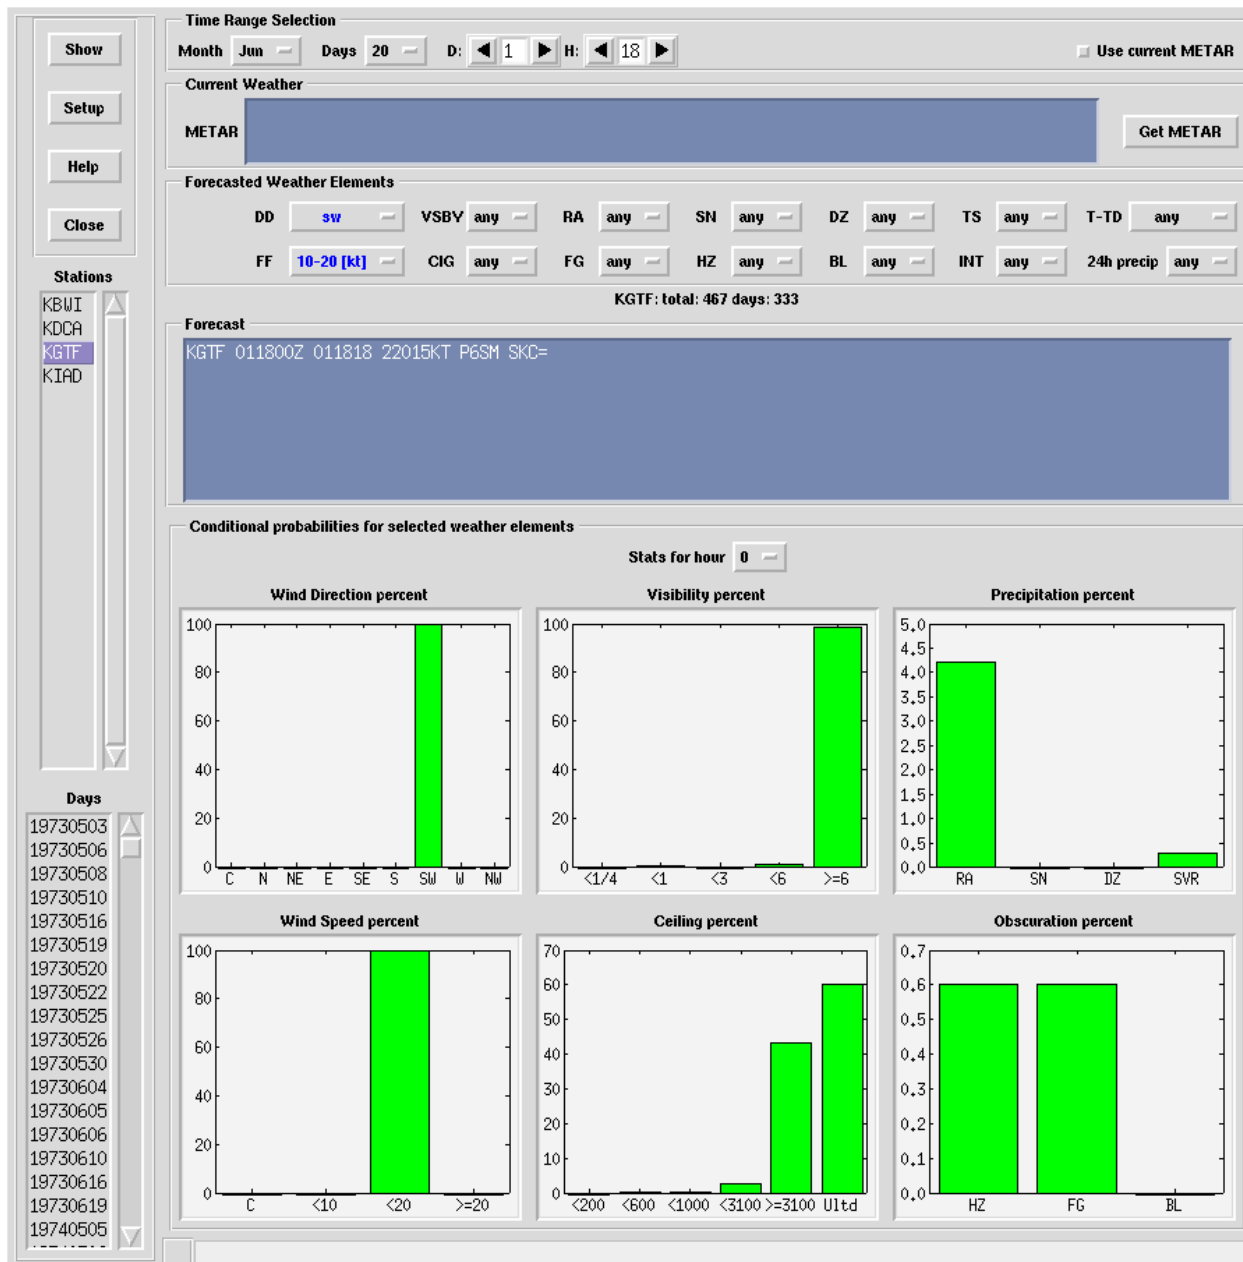 Show
Setup
Help
Close
Stations
KBWI
KDCA
KGTF
KIAD
Days
19730503
19730506
19730508
19730510
19730516
19730519
19730520
19730522
19730525
19730526
19730530
19730604
19730605
19730606
19730610
19730616
19730619
19740505
Time Range Selection
Month Jun Days 20 D: 1 H: 18 Use current METAR
Current Weather
METAR Get METAR
Forecasted Weather Elements
DD sw VSBY any RA any SN any DZ any TS any T-TD any
FF 10-20 [kt] CIG any FG any HZ any BL any INT any 24h precip any
KGTF: total: 467 days: 333
Forecast
KGTF 011800Z 011818 22015KT P6SM SKC=
Conditional probabilities for selected weather elements
Stats for hour 0
Wind Direction percent
100
80
60
40
20
0
C N NE E SE S SW W NW
Visibility percent
100
80
60
40
20
0
<1/4 <1 <3 <6 >=6
Precipitation percent
5.0
4.5
4.0
3.5
3.0
2.5
2.0
1.5
1.0
0.5
0.0
RA SN DZ SVR
Wind Speed percent
100
80
60
40
20
0
C <10 <20 >=20
Ceiling percent
70
60
50
40
30
20
10
0
<200 <600 <1000 <3100 >=3100 Ultd
Obscuration percent
0.7
0.6
0.5
0.4
0.3
0.2
0.1
0.0
HZ FG BL